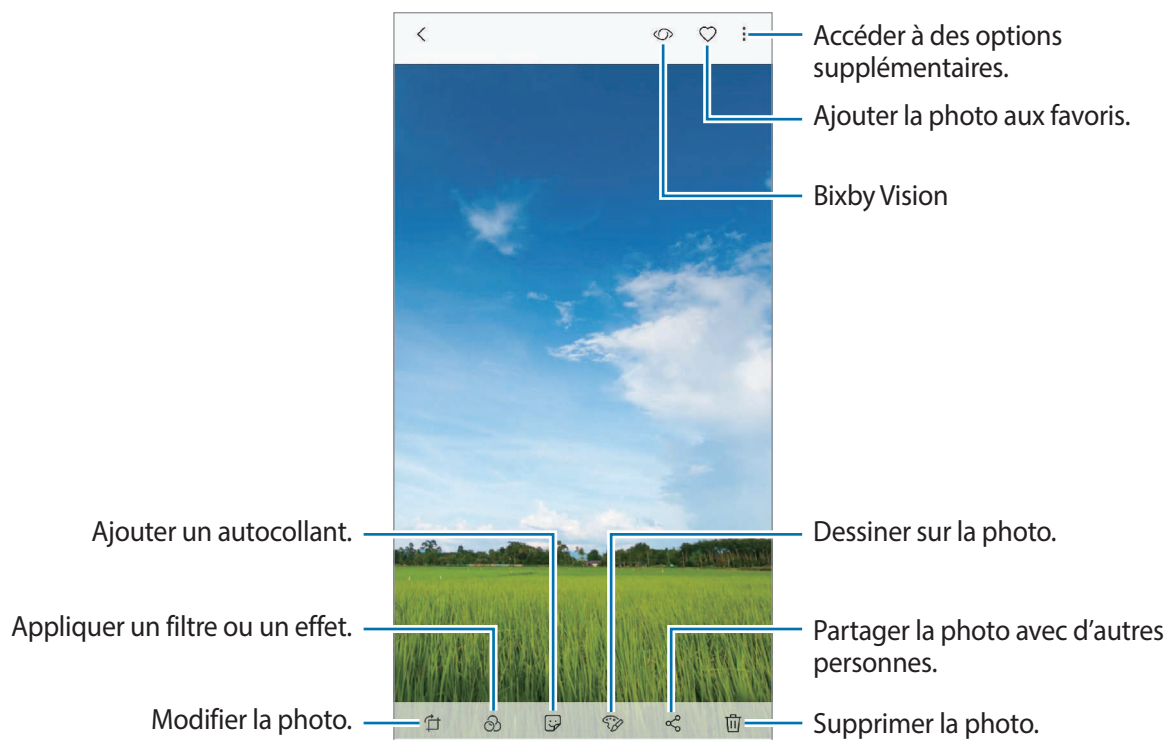 Accéder à des options
supplémentaires.
Ajouter la photo aux favoris.
Bixby Vision
Ajouter un autocollant.
Dessiner sur la photo.
Appliquer un filtre ou un effet.
Partager la photo avec d'autres
personnes.
Modifier la photo.
Supprimer la photo.